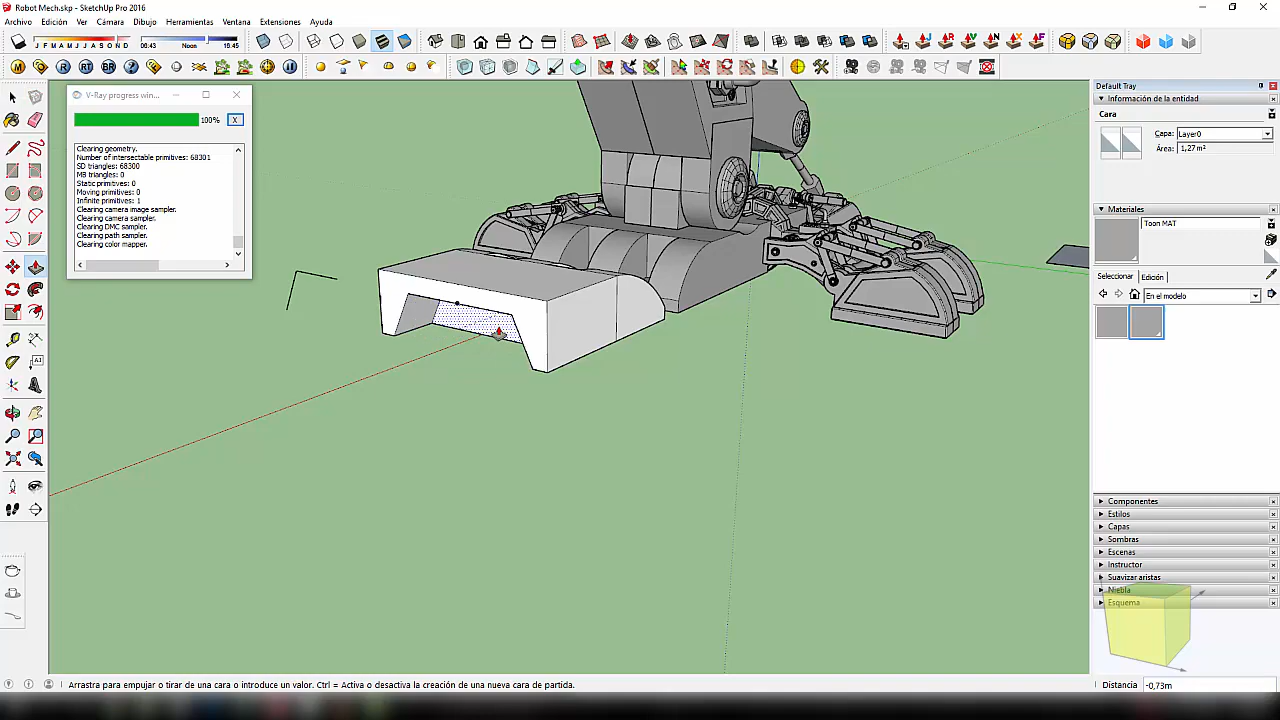 Robot Mech.skp - SketchUp Pro 2016
Archivo Edición Ver Cámara Dibujo Herramientas Ventana Extensiones Ayuda
J F M A M J J A S O N D 06:43 Noon 16:45
M R RT BR
V-Ray progress win...
100% X
Clearing geometry.
Number of intersectable primitives: 68301
SD triangles: 68300
MB triangles: 0
Static primitives: 0
Moving primitives: 0
Infinite primitives: 1
Clearing camera image sampler.
Clearing camera sampler.
Clearing DMC sampler.
Clearing path sampler.
Clearing color mapper.
Default Tray
Información de la entidad
Cara
Capa: Layer0
Área: 1,27 m²
Materiales
Toon MAT
Seleccionar Edición
En el modelo
Componentes
Estilos
Capas
Sombras
Escenas
Instructor
Suavizar aristas
Niebla
Esquema
Arrastra para empujar o tirar de una cara o introduce un valor. Ctrl = Activa o desactiva la creación de una nueva cara de partida.
Distancia -0,73m